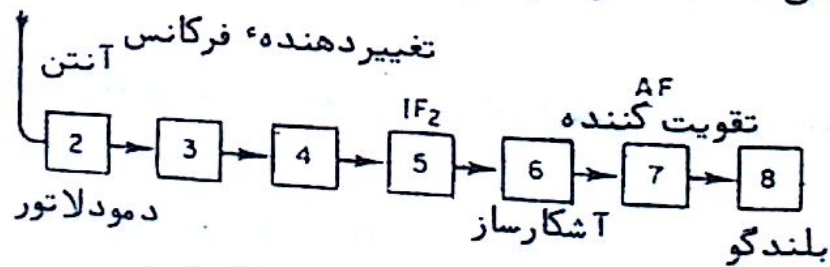 تغییردهندهٔ فرکانس
آنتن
AF
IF₂
تقویت کننده
2 3 4 5 6 7 8
دمودلاتور
آشکارساز
بلندگو